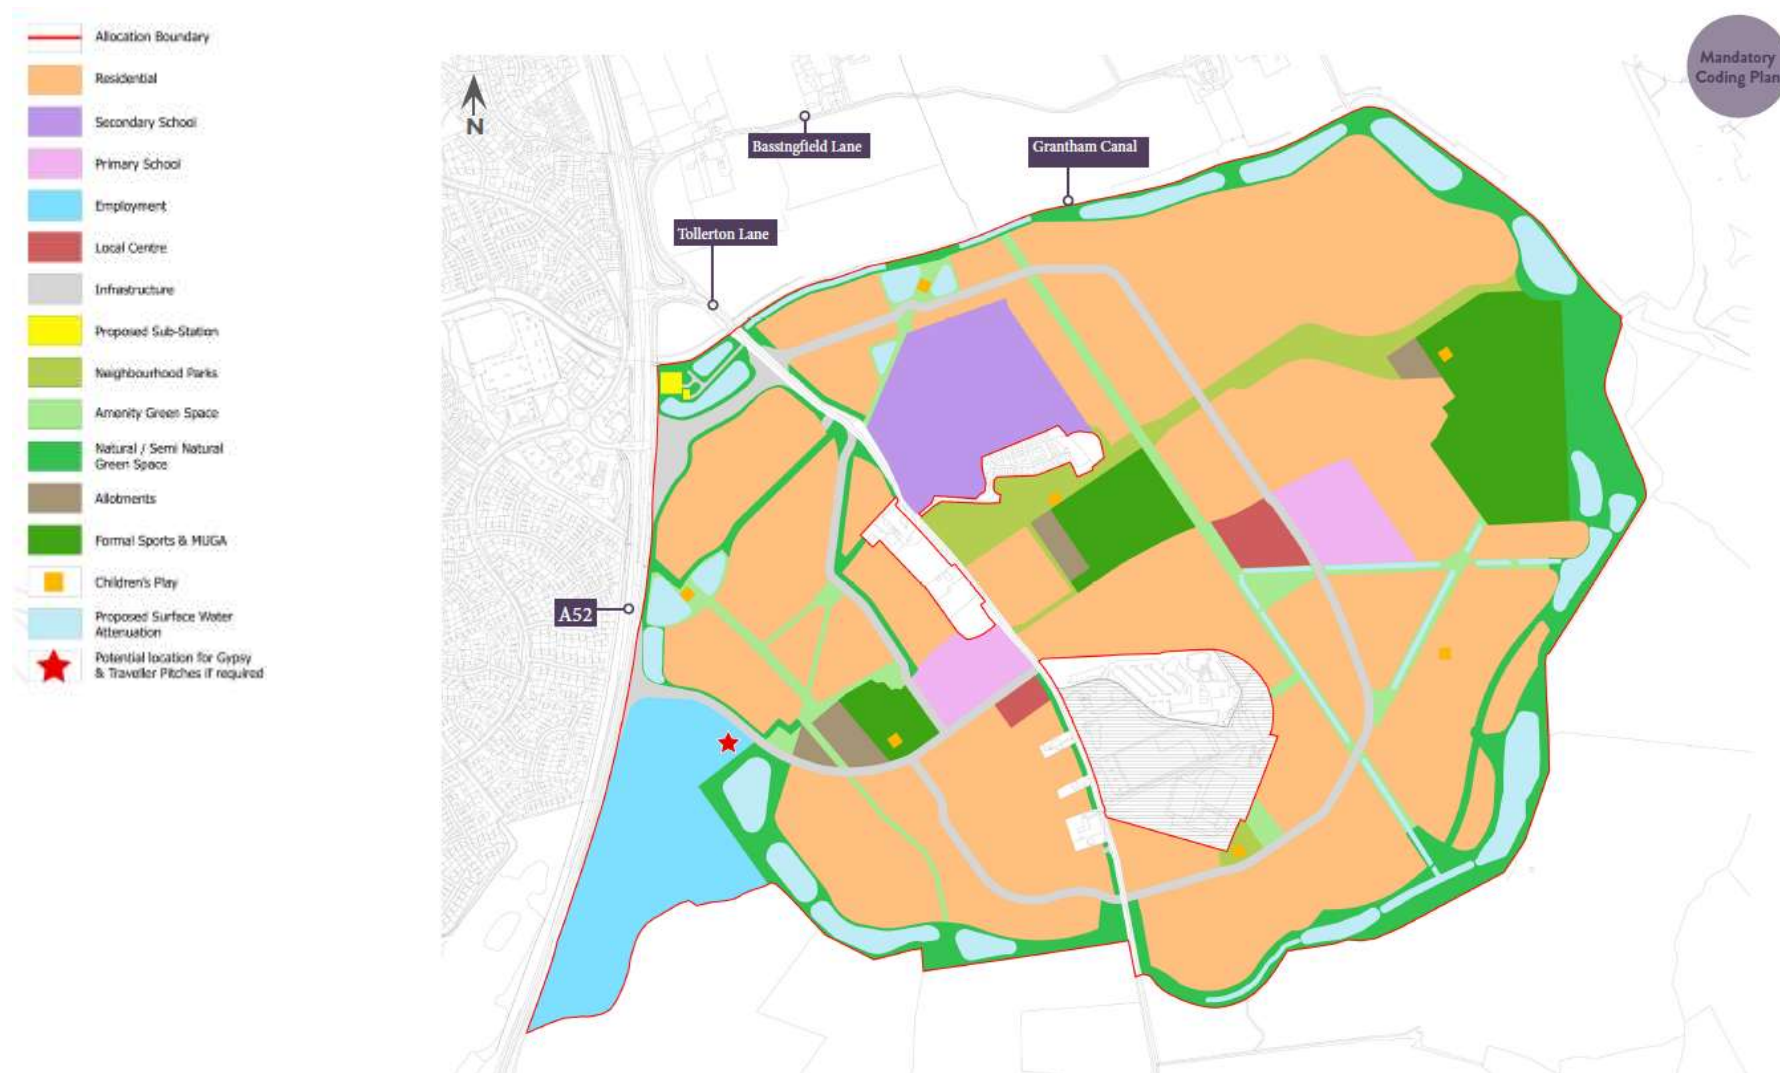 Allocation Boundary
Residential
Secondary School
Primary School
Employment
Local Centre
Infrastructure
Proposed Sub-Station
Neighbourhood Parks
Amenity Green Space
Natural / Semi Natural
Green Space
Allotments
Formal Sports & MUGA
Children's Play
Proposed Surface Water
Attenuation
Potential location for Gypsy
& Traveller Pitches if required
N
Bassingfield Lane
Grantham Canal
Tollerton Lane
A52
Mandatory
Coding Plan